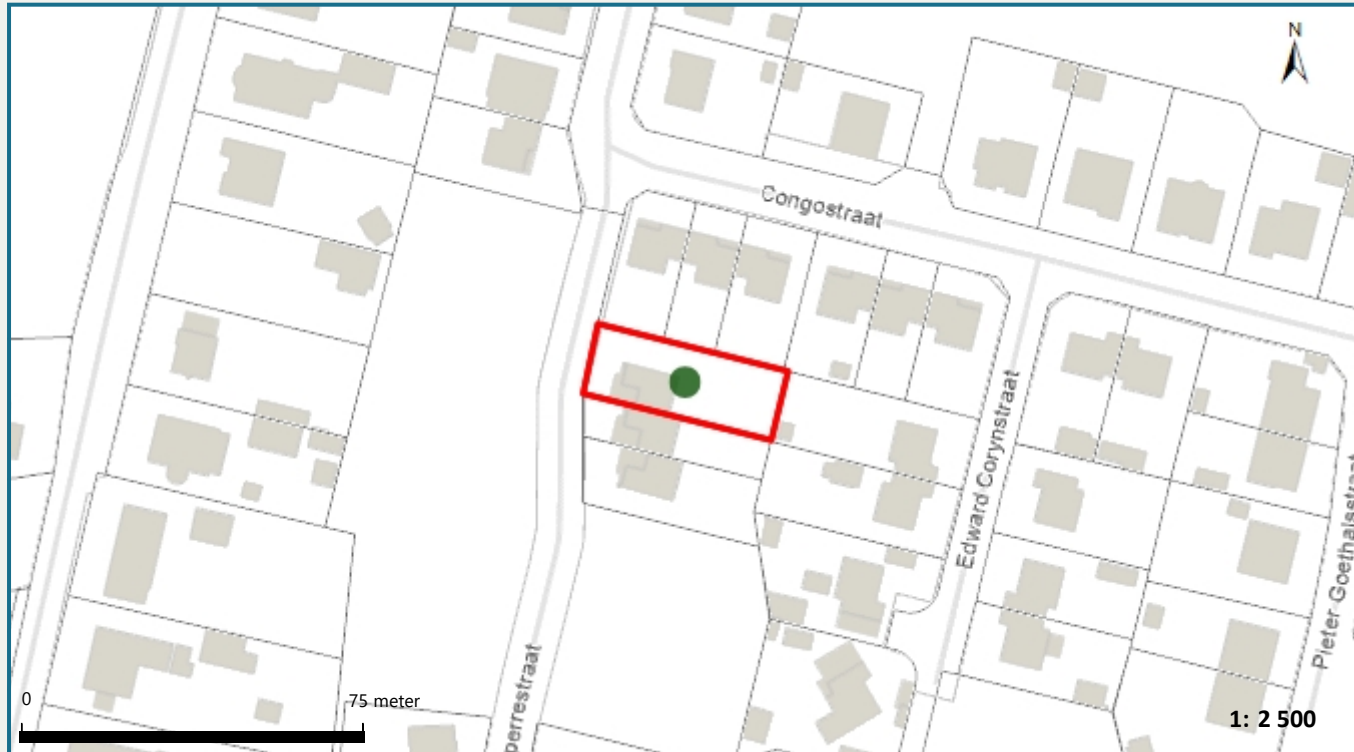 N
Congostraat
Edward Corynstraat
Pieter Goethalsstraat
perrestraat
0
75 meter
1: 2 500